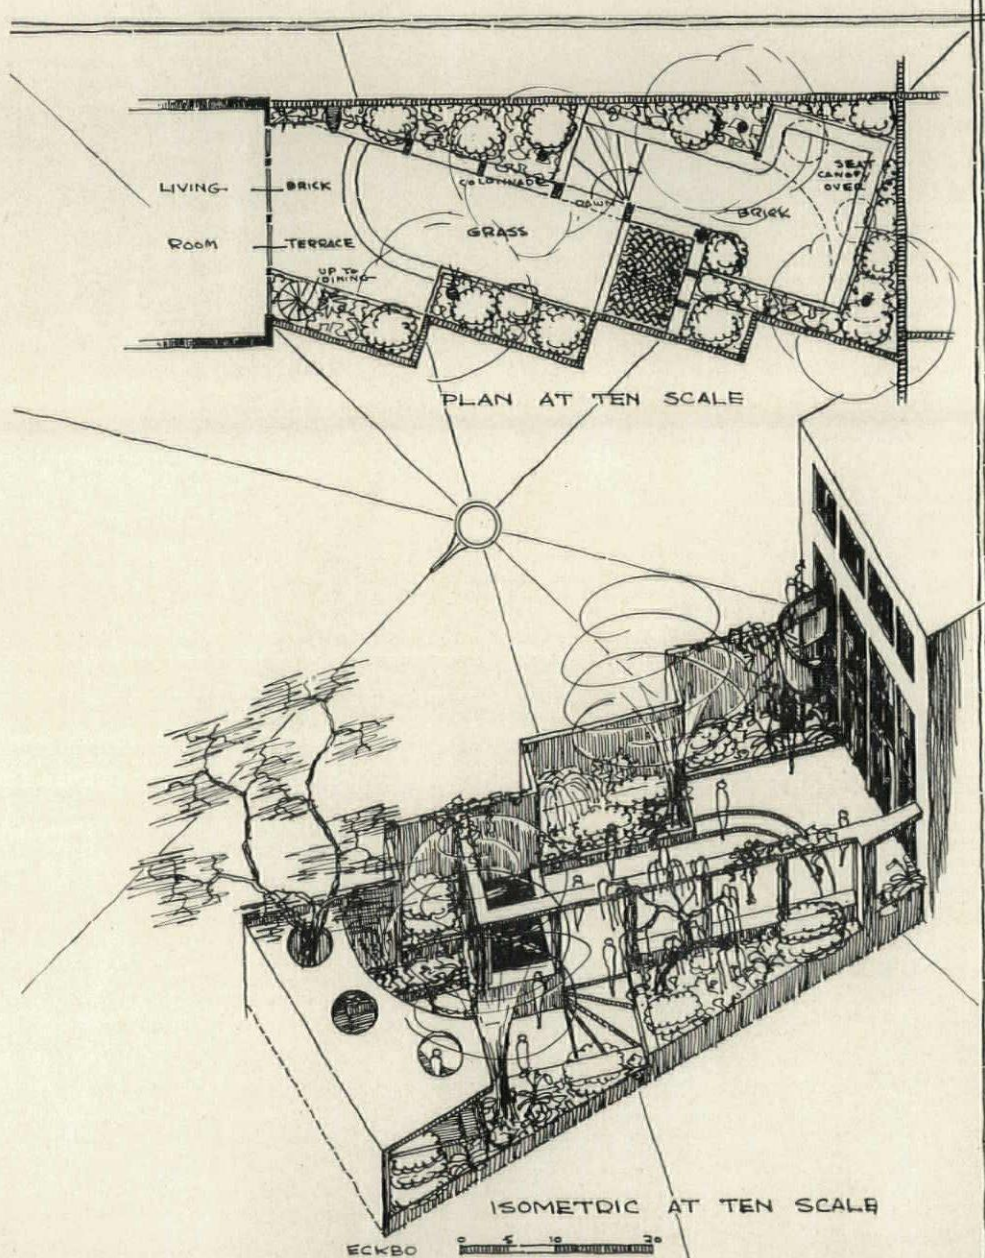 LIVING
BRICK
ROOM
TERRACE
UP TO
DINING
COLONNADE
GRASS
DOWN
BRICK
SEAT
CANOPY
OVER
PLAN AT TEN SCALE
ISOMETRIC AT TEN SCALE
ECKBO
0 5 10 20